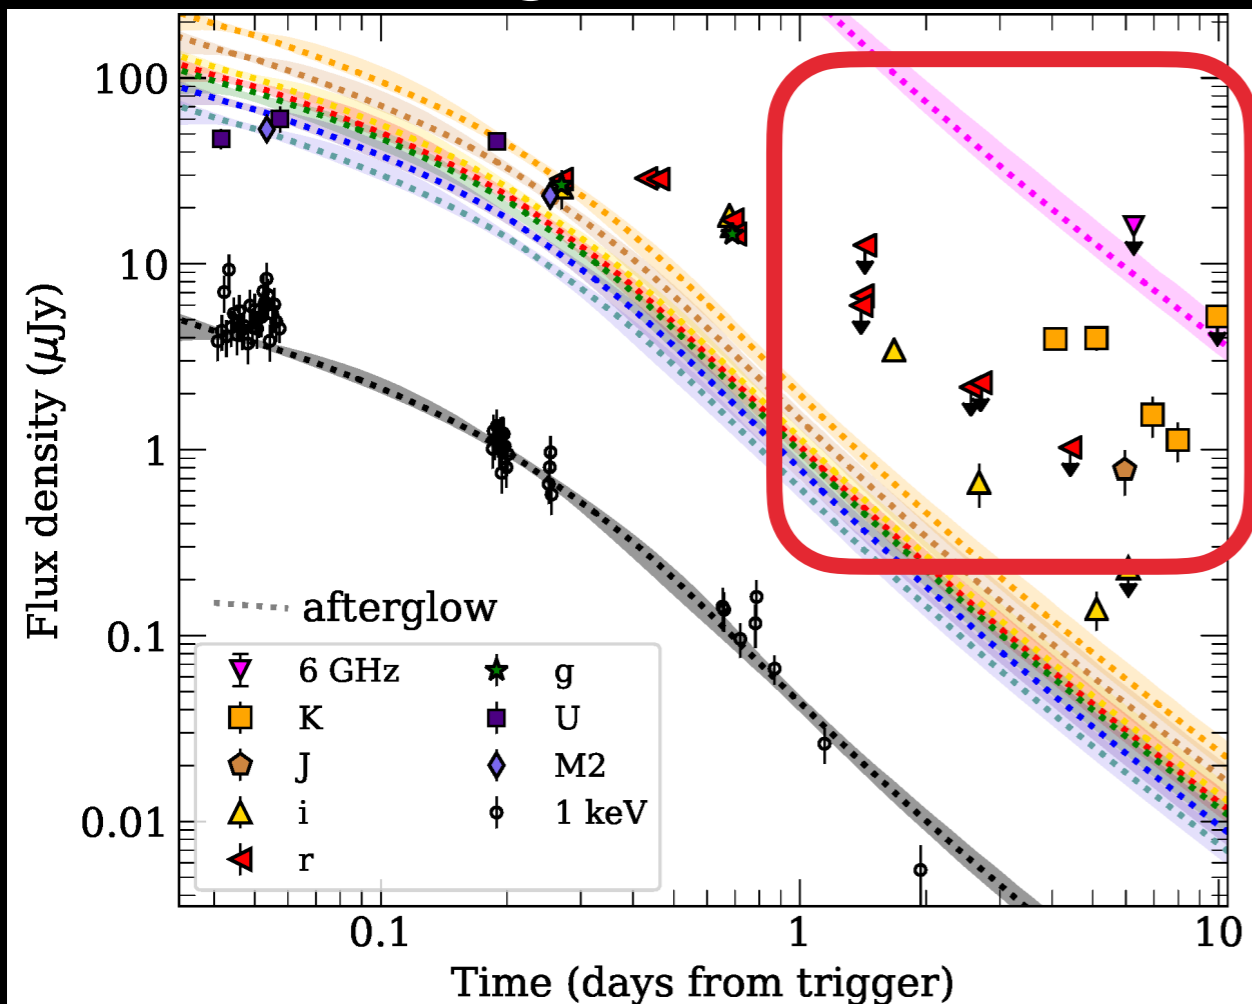 100
10
1
0.1
0.01
Flux density (μJy)
afterglow
6 GHz
K
J
i
r
g
U
M2
1 keV
0.1
1
10
Time (days from trigger)